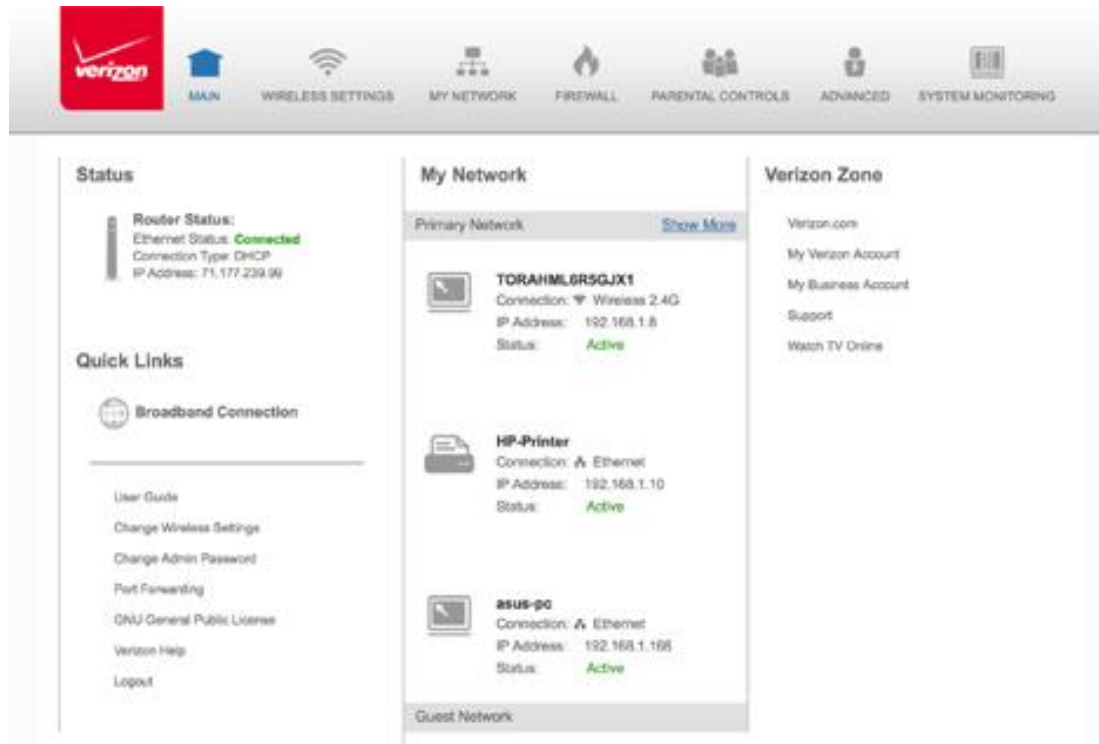 verizon
MAIN
WIRELESS SETTINGS
MY NETWORK
FIREWALL
PARENTAL CONTROLS
ADVANCED
SYSTEM MONITORING
Status
Router Status:
Ethernet Status: Connected
Connection Type: DHCP
IP Address: 71.177.239.99
Quick Links
Broadband Connection
User Guide
Change Wireless Settings
Change Admin Password
Port Forwarding
GNU General Public License
Verizon Help
Logout
My Network
Primary Network Show More
TORAHML6R5GJX1
Connection: Wireless 2.4G
IP Address: 192.168.1.8
Status: Active
HP-Printer
Connection: Ethernet
IP Address: 192.168.1.10
Status: Active
asus-pc
Connection: Ethernet
IP Address:
Status: Active
Guest Network
Verizon Zone
Verizon.com
My Verizon Account
My Business Account
Support
Watch TV Online